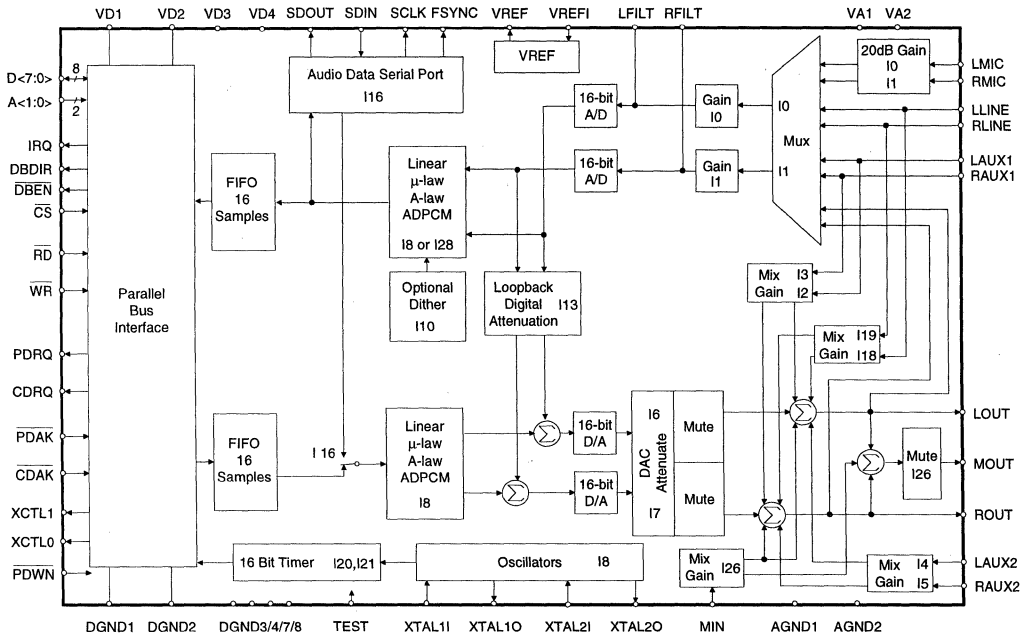 VD1 VD2 VD3 VD4 SDOUT SDIN SCLK FSYNC VREF VREFI LFILT RFILT VA1 VA2
D<7:0>
8
A<1:0>
2
IRQ
DBDIR
DBEN
CS
RD
WR
PDRQ
CDRQ
PDAK
CDAK
XCTL1
XCTL0
PDWN
Parallel
Bus
Interface
Audio Data Serial Port
I16
VREF
FIFO
16
Samples
Linear
μ-law
A-law
ADPCM
I8 or I28
Optional
Dither
I10
Loopback
Digital I13
Attenuation
16-bit
A/D
16-bit
A/D
Gain
I0
Gain
I1
I0
Mux
I1
20dB Gain
I0
I1
LMIC
RMIC
LLINE
RLINE
LAUX1
RAUX1
Mix I3
Gain I2
Mix I19
Gain I18
FIFO
16
Samples
I 16
Linear
μ-law
A-law
ADPCM
I8
Σ
Σ
16-bit
D/A
16-bit
D/A
I6
DAC
Attenuate
I7
Mute
Mute
Σ
Σ
Σ
Mute
I26
LOUT
MOUT
ROUT
LAUX2
RAUX2
16 Bit Timer I20,I21
Oscillators I8
Mix
Gain I26
Mix I4
Gain I5
DGND1 DGND2 DGND3/4/7/8 TEST XTAL1I XTAL1O XTAL2I XTAL2O MIN AGND1 AGND2